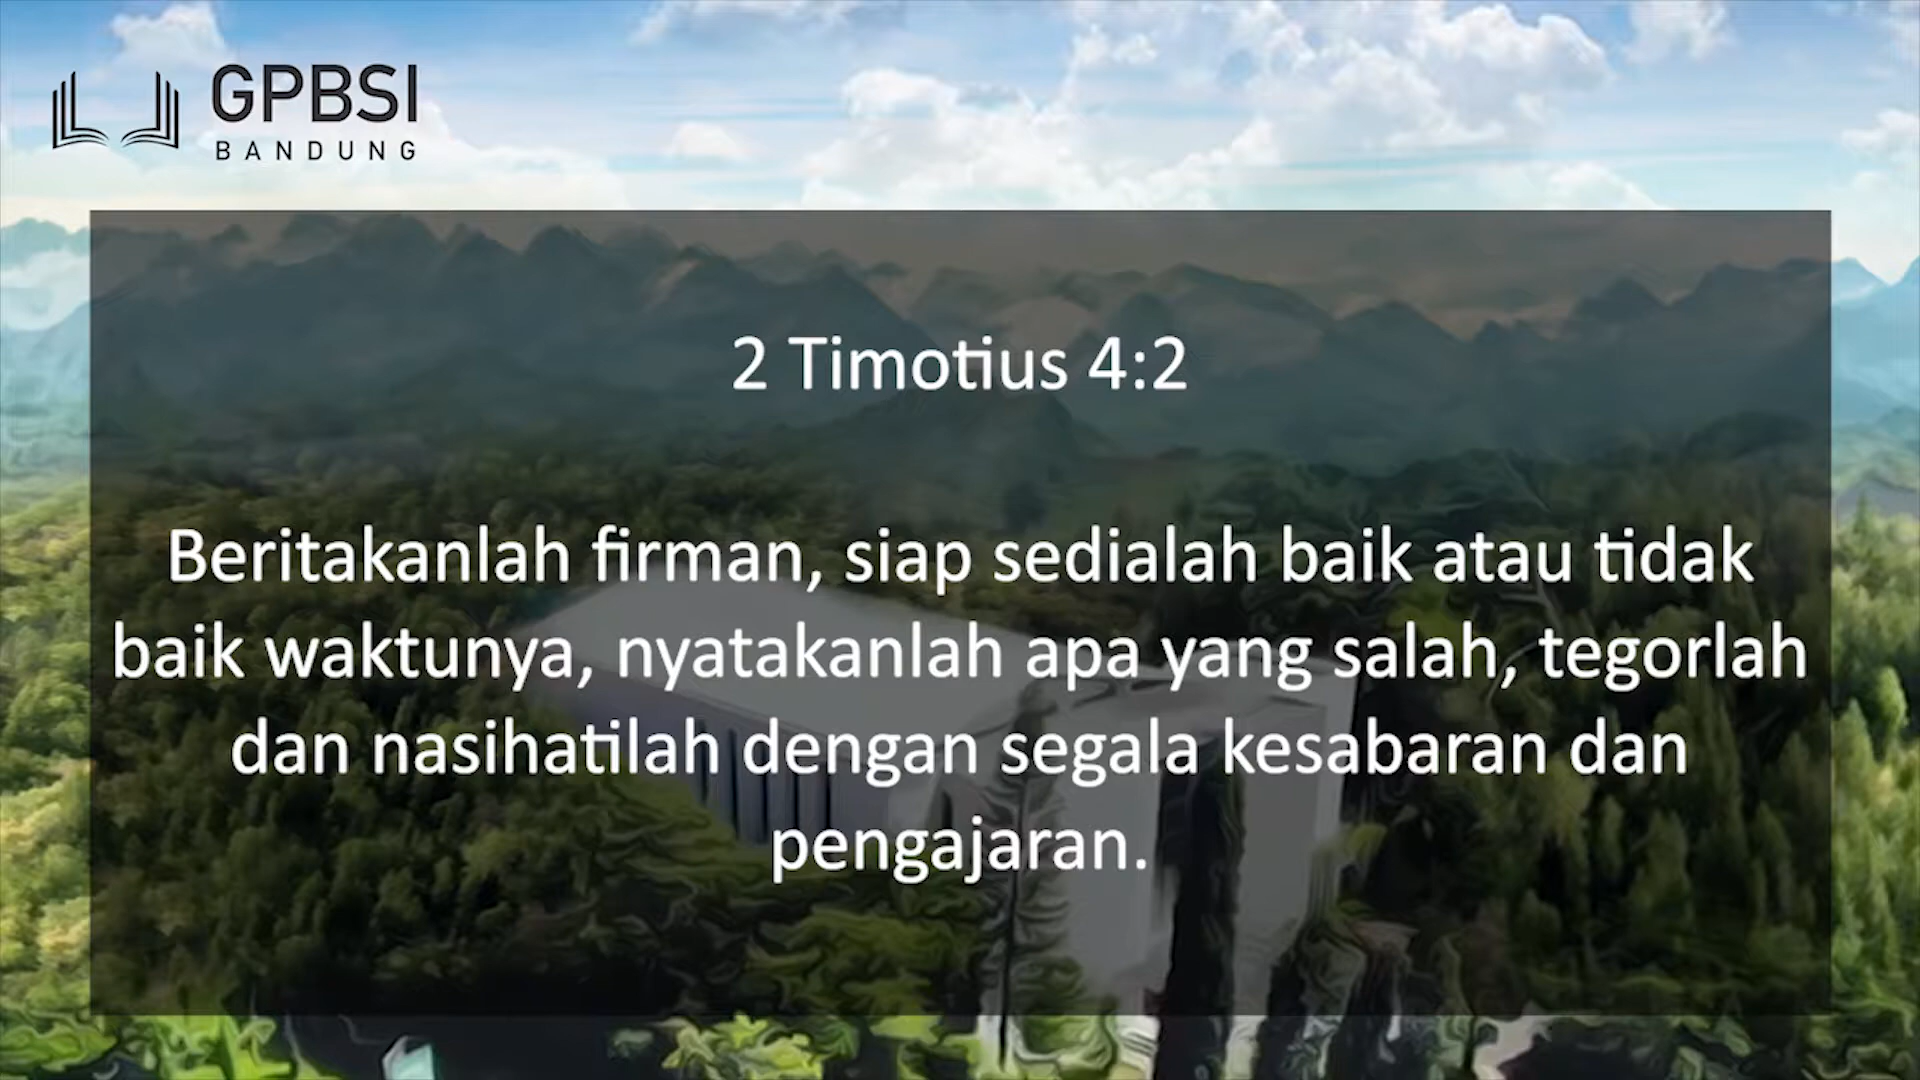 GPBSI
BANDUNG
2 Timotius 4:2
Beritakanlah firman, siap sedialah baik atau tidak
baik waktunya, nyatakanlah apa yang salah, tegorlah
dan nasihatilah dengan segala kesabaran dan
pengajaran.